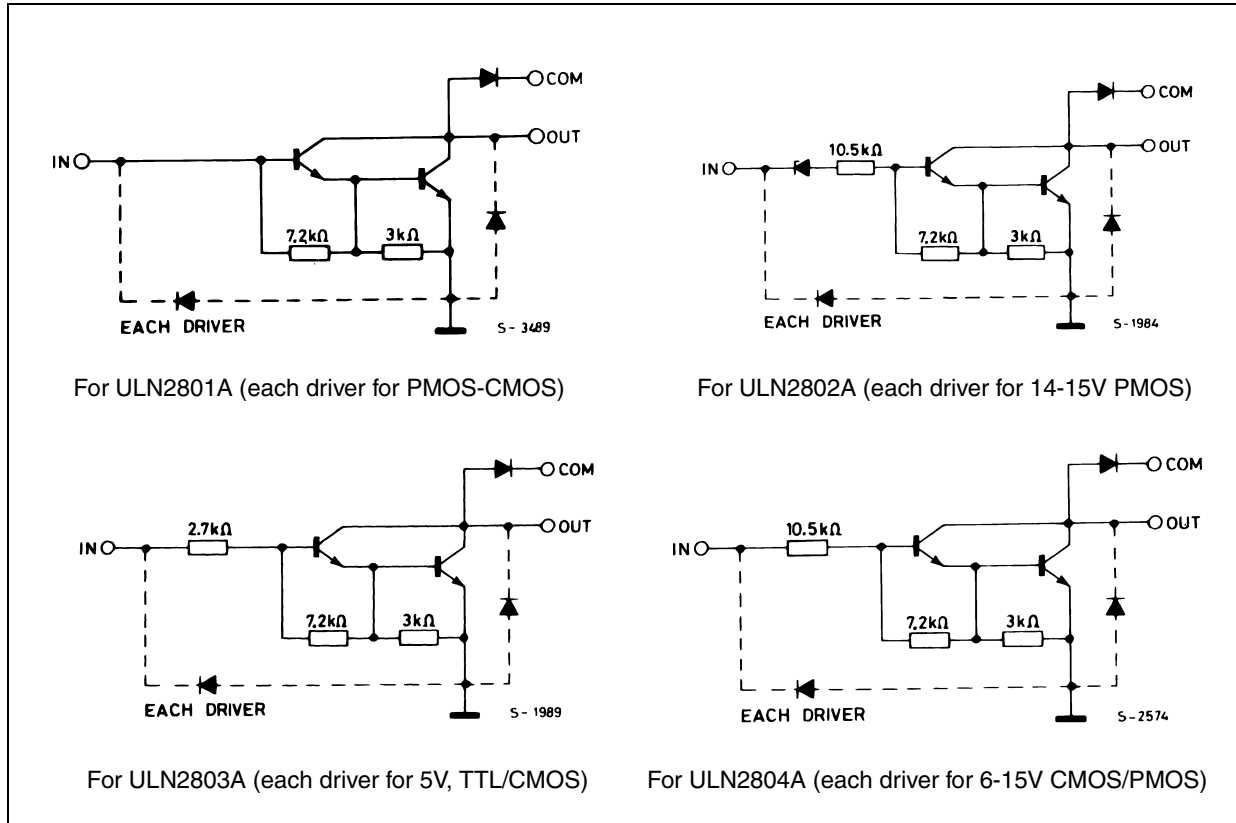 COM
OUT
IN
7.2kΩ
3kΩ
EACH DRIVER
S- 3489
For ULN2801A (each driver for PMOS-CMOS)
COM
OUT
10.5kΩ
IN
7.2kΩ
3kΩ
EACH DRIVER
S-1984
For ULN2802A (each driver for 14-15V PMOS)
COM
OUT
2.7kΩ
IN
7.2kΩ
3kΩ
EACH DRIVER
S- 1989
For ULN2803A (each driver for 5V, TTL/CMOS)
COM
OUT
10.5kΩ
IN
7.2kΩ
3kΩ
EACH DRIVER
S-2574
For ULN2804A (each driver for 6-15V CMOS/PMOS)